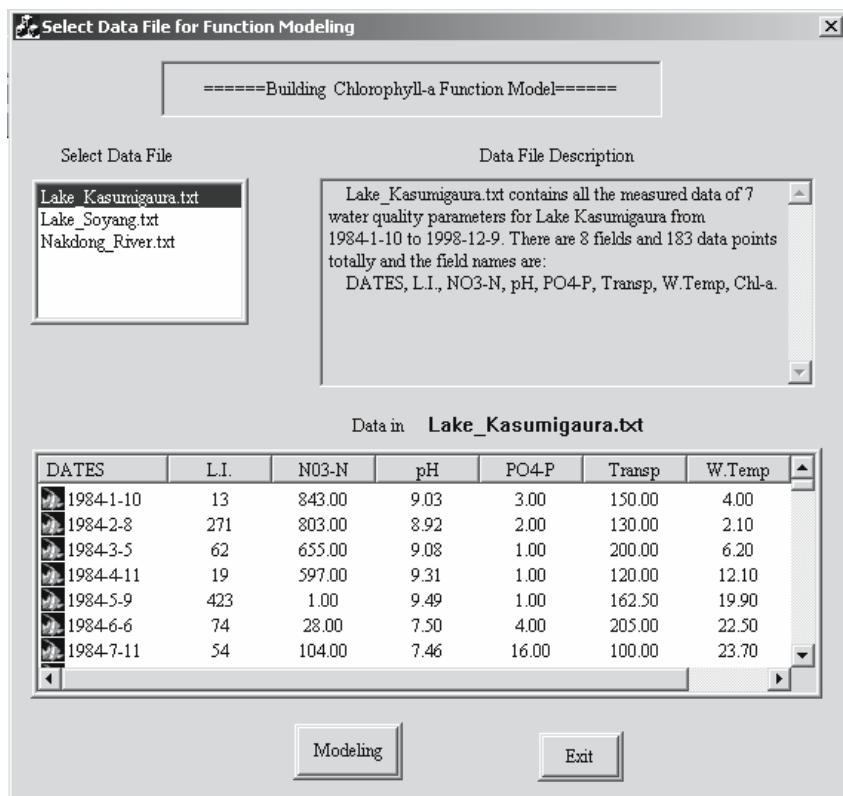 Select Data File for Function Modeling
======Building Chlorophyll-a Function Model======
Select Data File
Data File Description
Lake_Kasumigaura.txt
Lake_Soyang.txt
Nakdong_River.txt
Lake_Kasumigaura.txt contains all the measured data of 7
water quality parameters for Lake Kasumigaura from
1984-1-10 to 1998-12-9. There are 8 fields and 183 data points
totally and the field names are:
DATES, L.I., NO3-N, pH, PO4-P, Transp, W.Temp, Chl-a.
Data in Lake_Kasumigaura.txt
DATES L.I. N03-N pH PO4-P Transp W.Temp
1984-1-10 13 843.00 9.03 3.00 150.00 4.00
1984-2-8 271 803.00 8.92 2.00 130.00 2.10
1984-3-5 62 655.00 9.08 1.00 200.00 6.20
1984-4-11 19 597.00 9.31 1.00 120.00 12.10
1984-5-9 423 1.00 9.49 1.00 162.50 19.90
1984-6-6 74 28.00 7.50 4.00 205.00 22.50
1984-7-11 54 104.00 7.46 16.00 100.00 23.70
Modeling
Exit